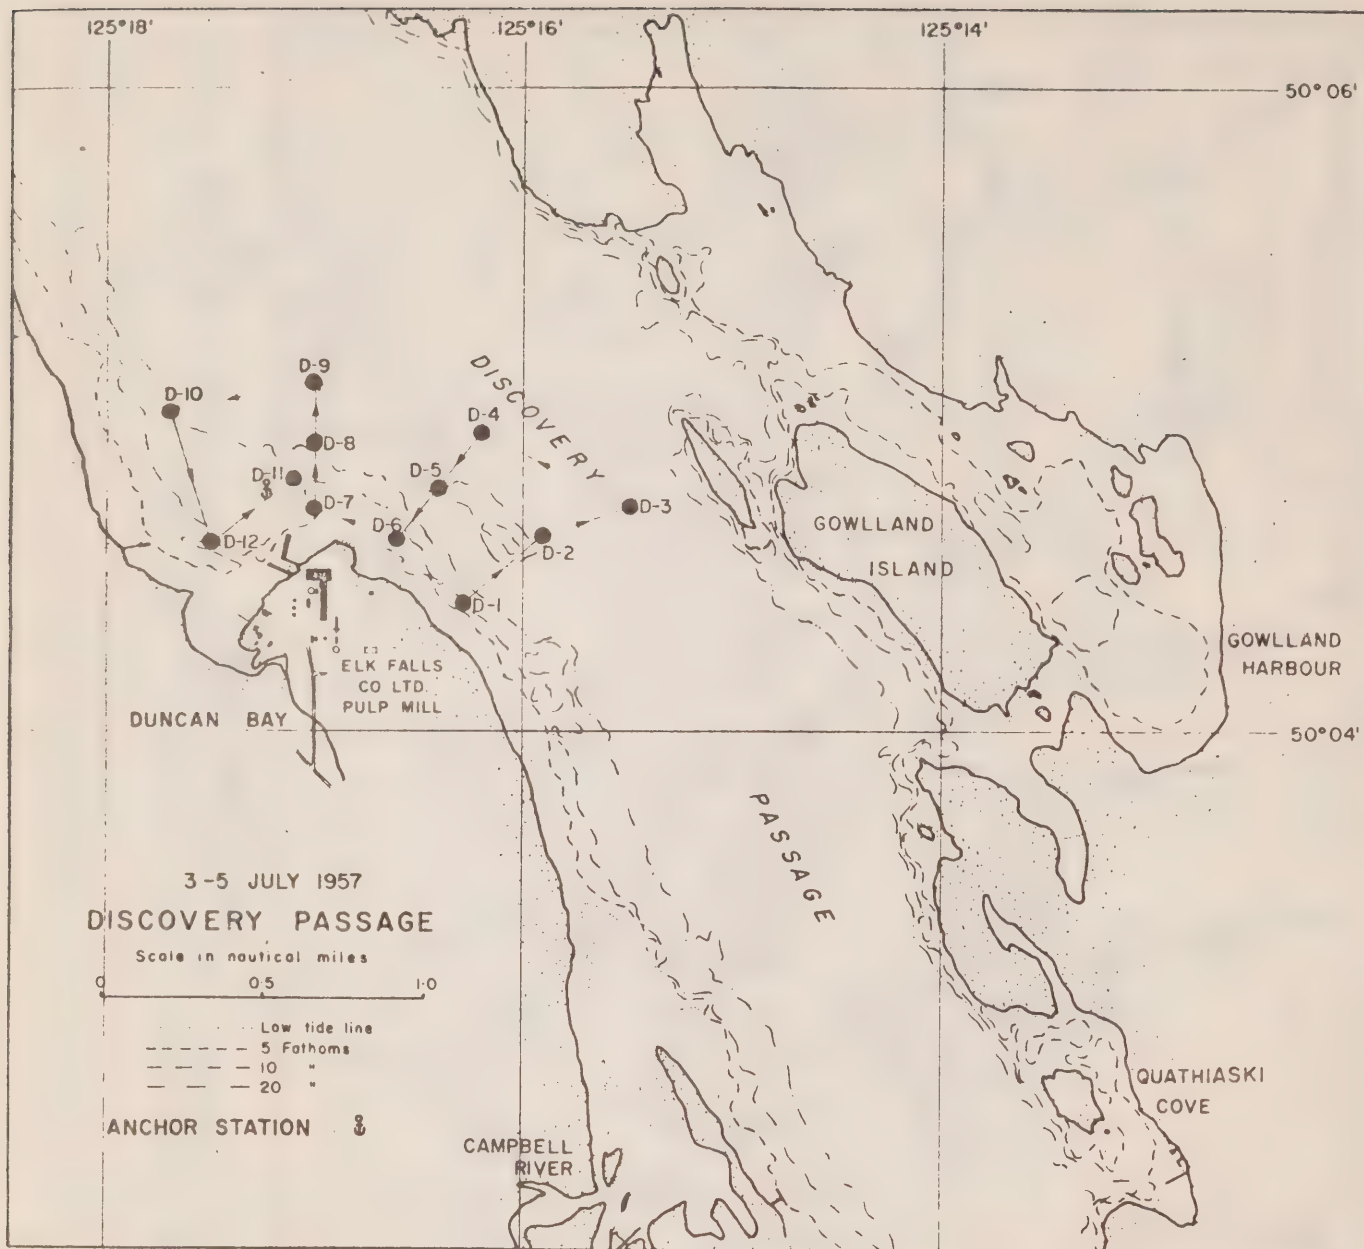 125°18'
125°16'
125°14'
50°06'
D-9
D-10
DISCOVERY
D-4
D-8
D-11
D-5
D-7
D-3
D-6
D-12
D-2
GOWLLAND
ISLAND
D-1
GOWLLAND
HARBOUR
ELK FALLS
CO LTD.
PULP MILL
DUNCAN BAY
50°04'
PASSAGE
3-5 JULY 1957
DISCOVERY PASSAGE
Scale in nautical miles
0 0.5 1.0
Low tide line
5 Fathoms
10 "
20 "
ANCHOR STATION
QUATHIASKI
COVE
CAMPBELL
RIVER